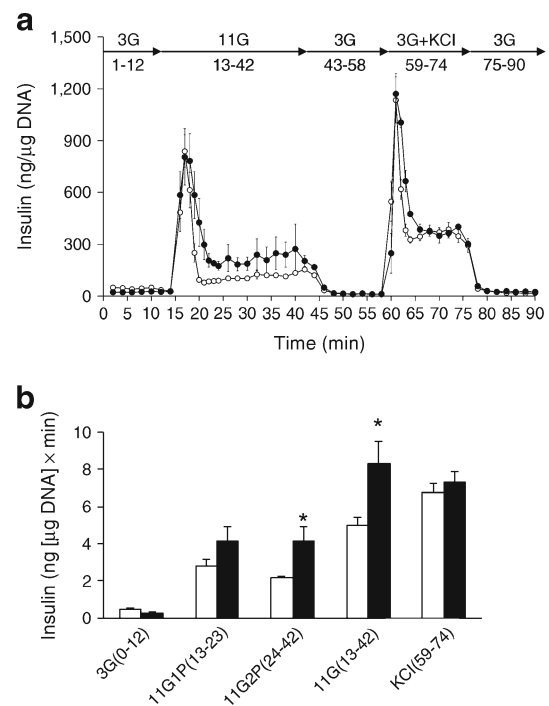 a
1,500
1,200
900
600
300
0
Insulin (ng/μg DNA)
3G 11G 3G 3G+KCl 3G
1-12 13-42 43-58 59-74 75-90
0 5 10 15 20 25 30 35 40 45 50 55 60 65 70 75 80 85 90
Time (min)
b
10
8
6
4
2
0
Insulin (ng [μg DNA] × min)
*
*
3G(0-12)
11G1P(13-23)
11G2P(24-42)
11G(13-42)
KCl(59-74)